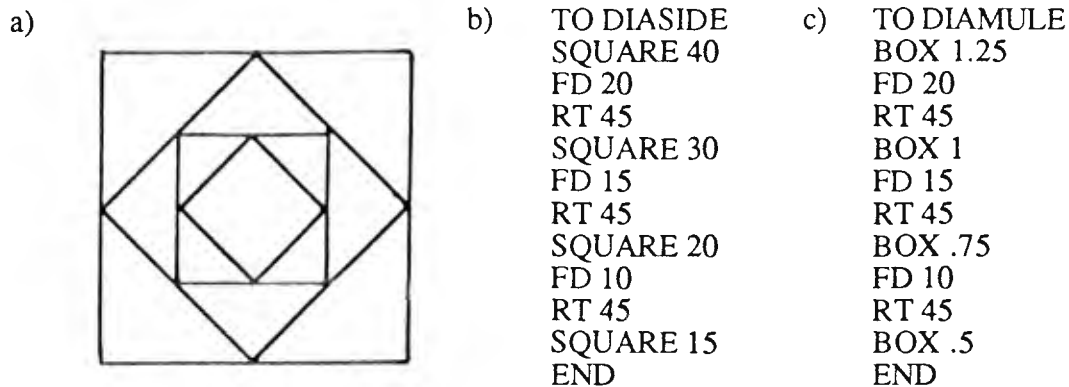 a)
b)
TO DIASIDE
SQUARE 40
FD 20
RT 45
SQUARE 30
FD 15
RT 45
SQUARE 20
FD 10
RT 45
SQUARE 15
END
c)
TO DIAMULE
BOX 1.25
FD 20
RT 45
BOX 1
FD 15
RT 45
BOX .75
FD 10
RT 45
BOX .5
END